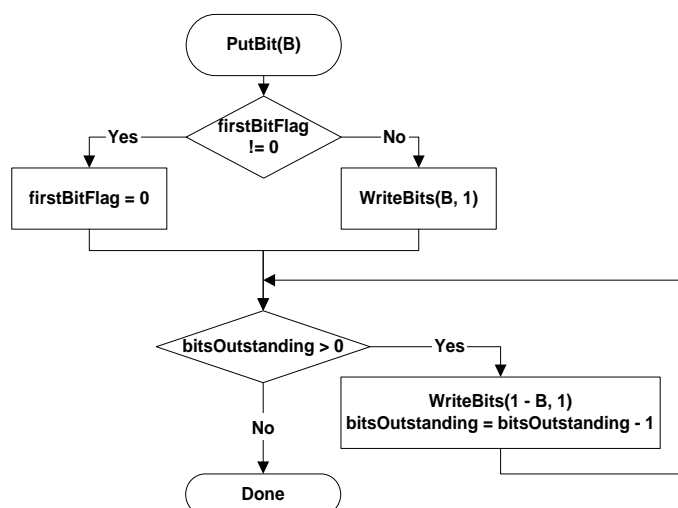 PutBit(B)
firstBitFlag
!= 0
Yes
No
firstBitFlag = 0
WriteBits(B, 1)
bitsOutstanding > 0
Yes
WriteBits(1 - B, 1)
bitsOutstanding = bitsOutstanding - 1
No
Done